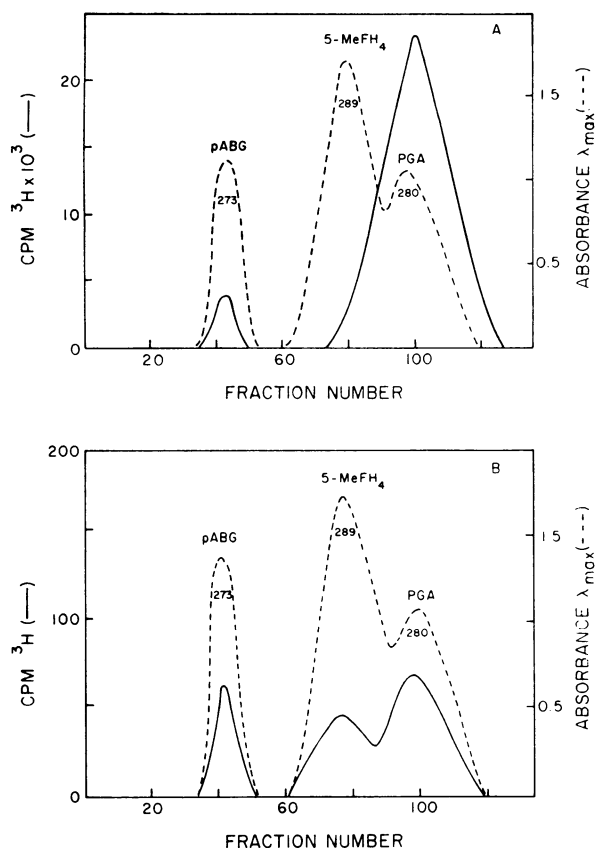 A
5-MeFH4
20
289
1 5
pABG
PGA
273
280
10
0.5
0
20
60
100
CPM ³H x 10³ (——)
ABSORBANCE λmax(---)
FRACTION NUMBER
200
B
5-MeFH4
pABG
289
1 5
273
PGA
280
100
0.5
0
20
60
100
CPM ³H (——)
ABSORBANCE λmax(---)
FRACTION NUMBER